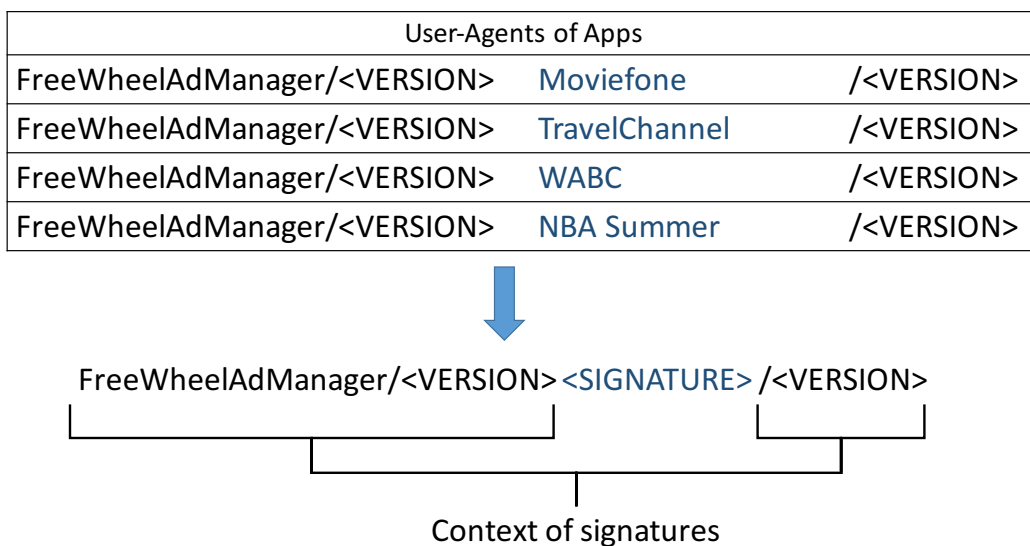 User-Agents of Apps
FreeWheelAdManager/<VERSION> Moviefone /<VERSION>
FreeWheelAdManager/<VERSION> TravelChannel /<VERSION>
FreeWheelAdManager/<VERSION> WABC /<VERSION>
FreeWheelAdManager/<VERSION> NBA Summer /<VERSION>
FreeWheelAdManager/<VERSION> <SIGNATURE> /<VERSION>
Context of signatures